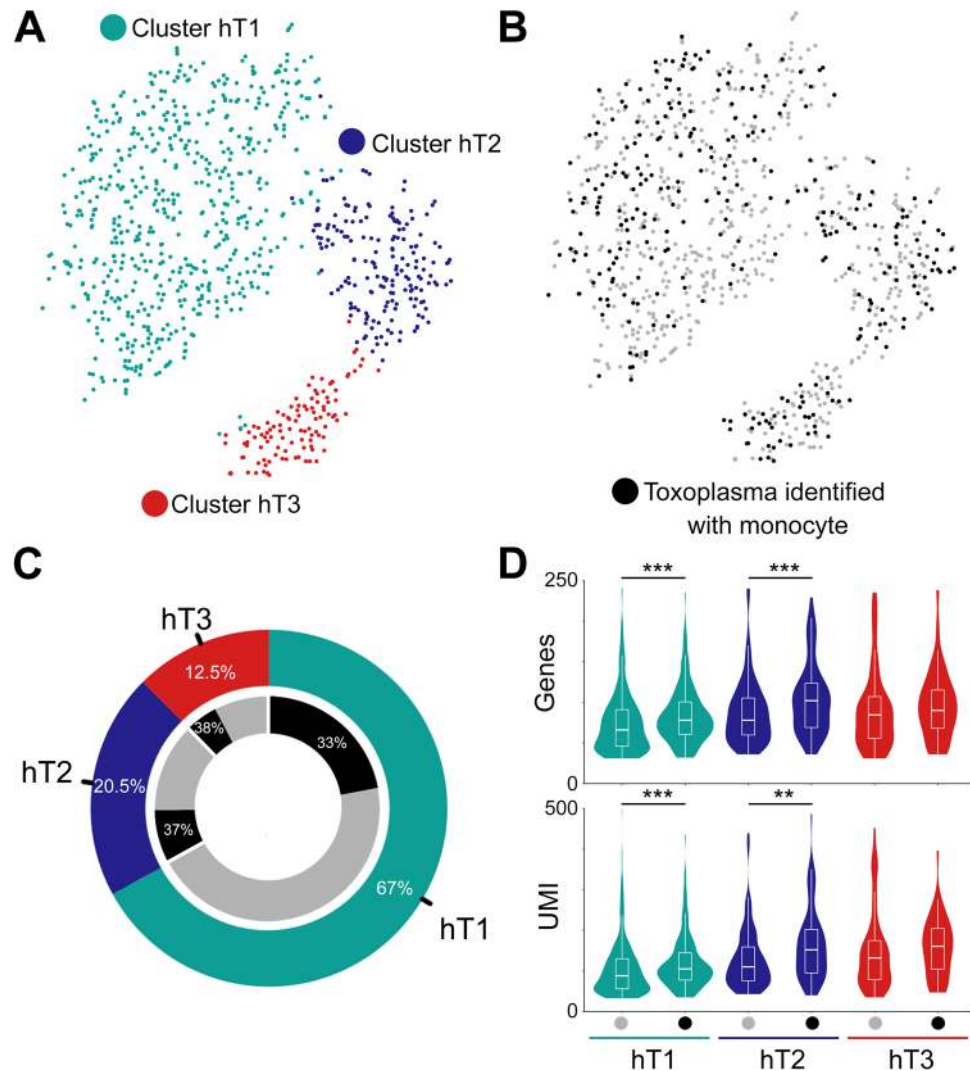 A
Cluster hT1
Cluster hT2
Cluster hT3
B
Toxoplasma identified
with monocyte
C
hT3
12.5%
38%
33%
hT2
20.5%
37%
67%
hT1
D
250
***
***
Genes
0
500
***
**
UMI
0
hT1
hT2
hT3